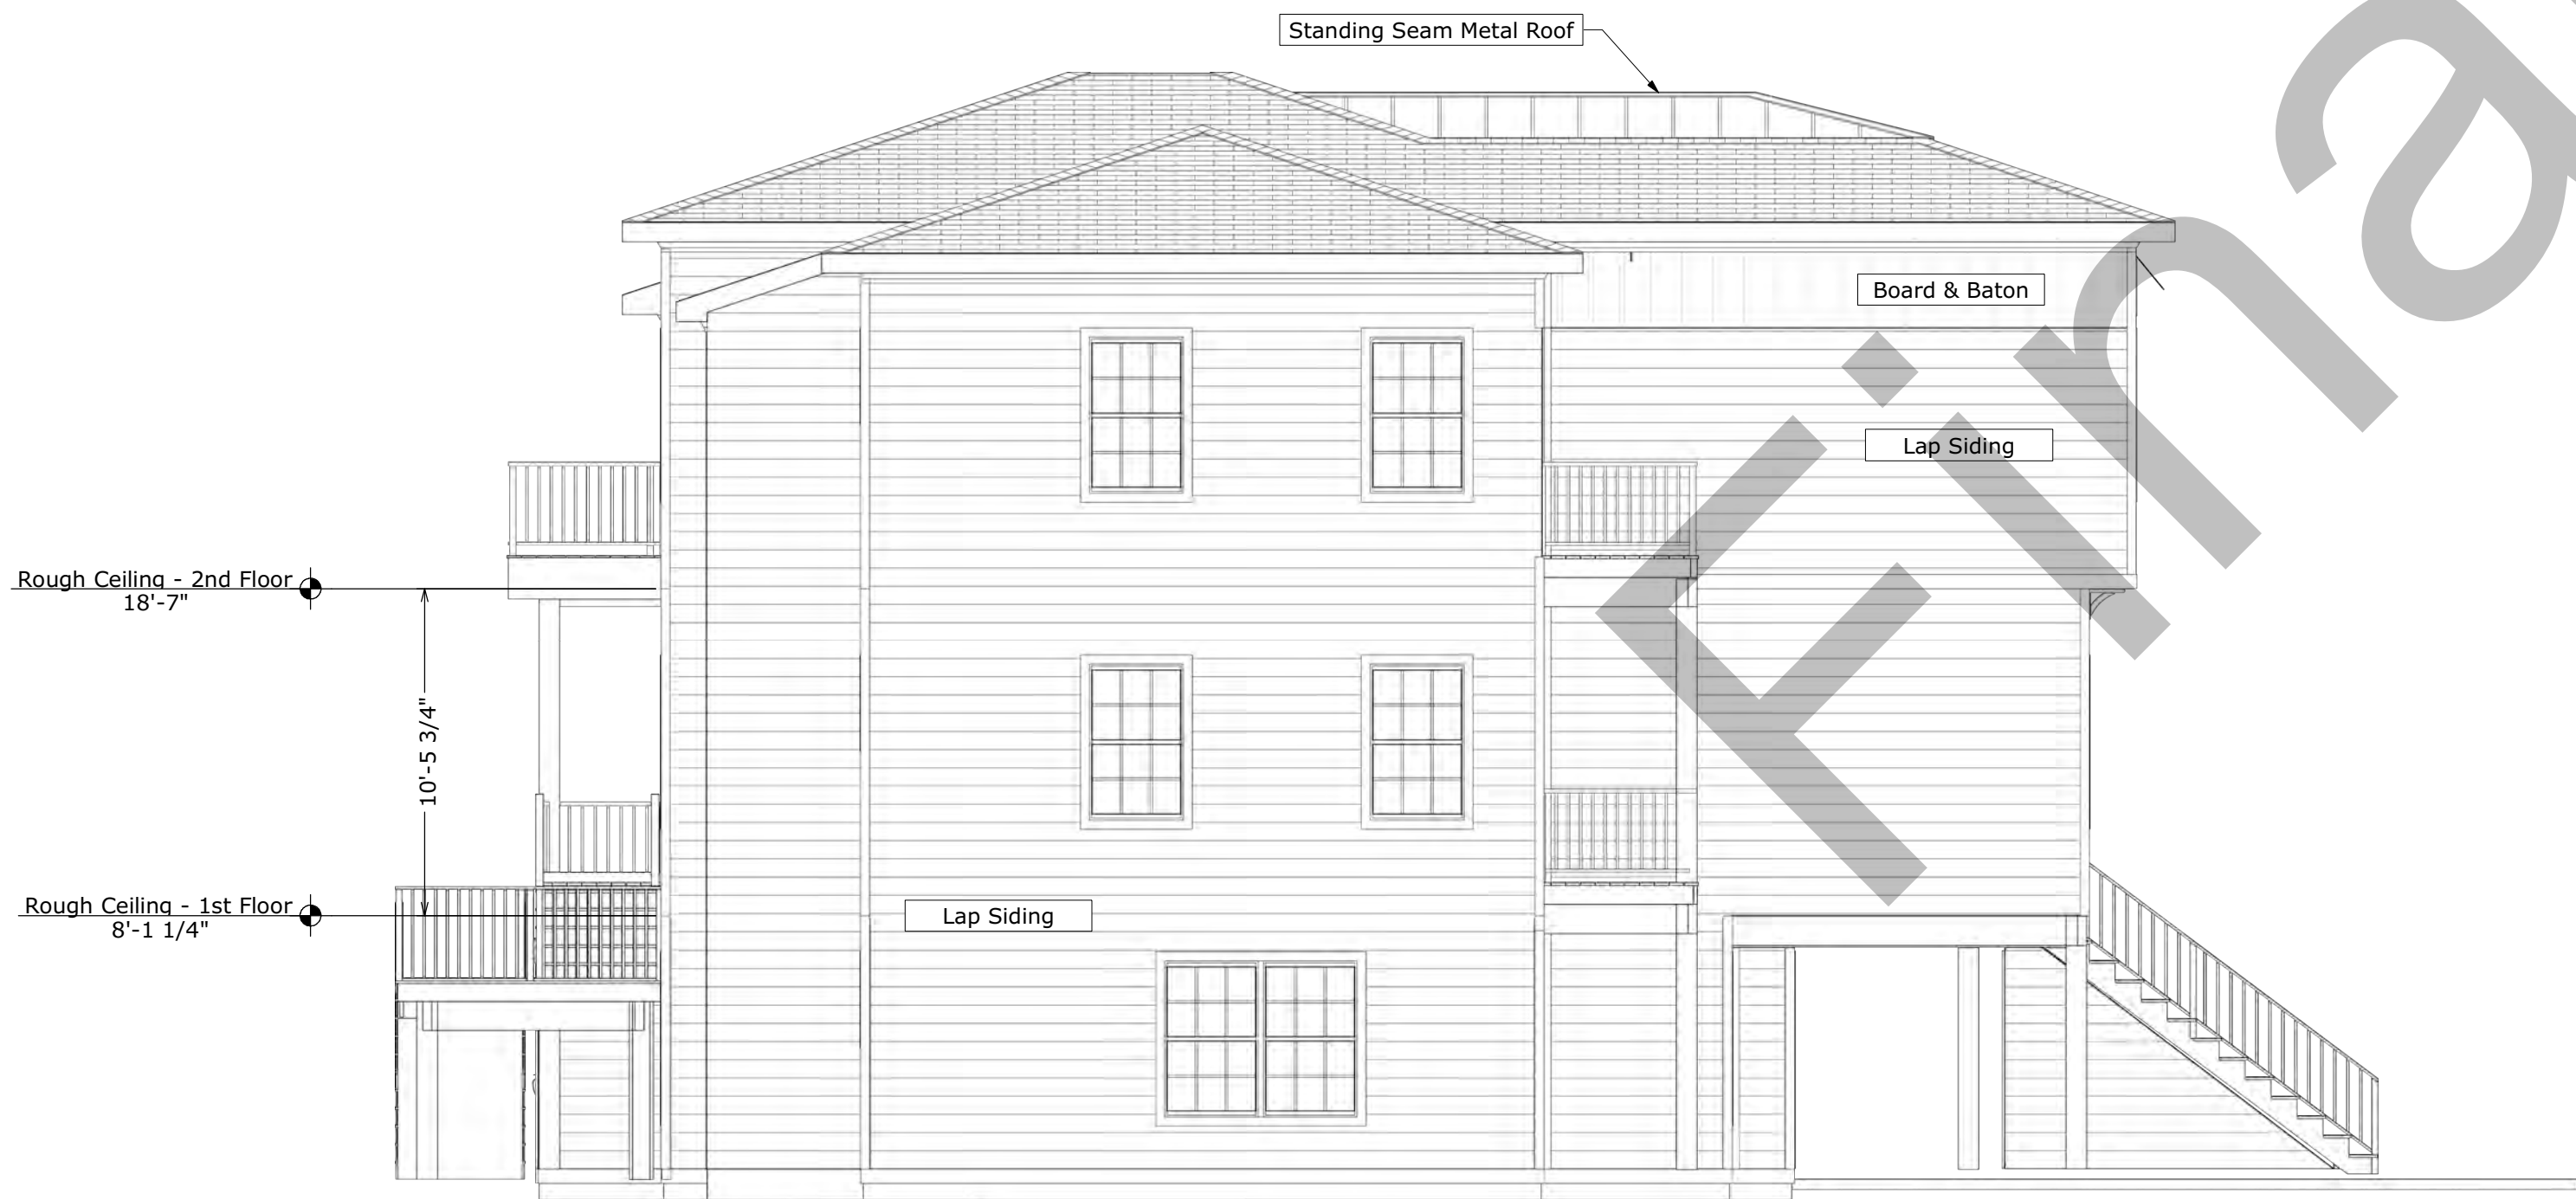 Standing Seam Metal Roof
Board & Baton
Lap Siding
Rough Ceiling - 2nd Floor
18'-7"
10'-5 3/4"
Rough Ceiling - 1st Floor
8'-1 1/4"
Lap Siding
Fina